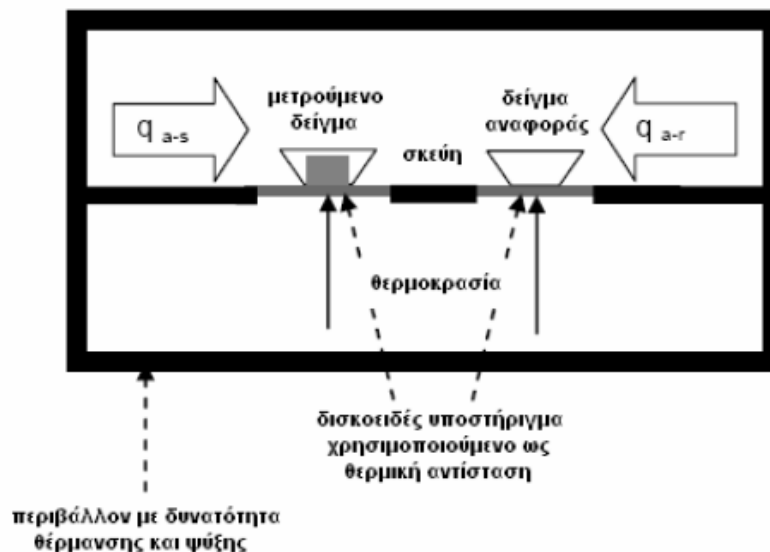 μετρούμενο
δείγμα
δείγμα
αναφοράς
σκεύη
q a-s
q a-r
θερμοκρασία
δισκοειδές υποστήριγμα
χρησιμοποιούμενο ως
θερμική αντίσταση
περιβάλλον με δυνατότητα
θέρμανσης και ψύξης